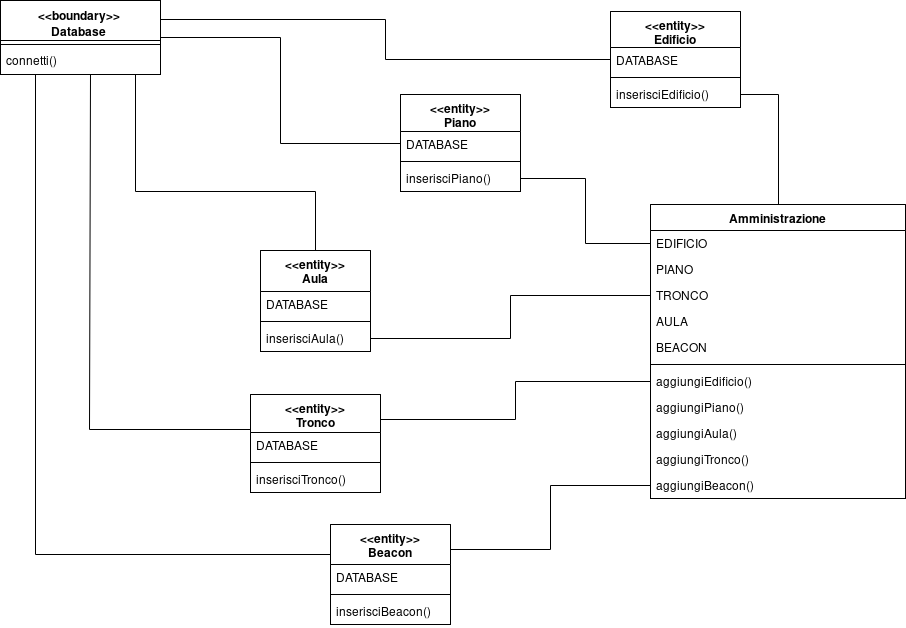 <<boundary>>
Database
connetti()
<<entity>>
Edificio
DATABASE
inserisciEdificio()
<<entity>>
Piano
DATABASE
inserisciPiano()
Amministrazione
EDIFICIO
PIANO
TRONCO
AULA
BEACON
aggiungiEdificio()
aggiungiPiano()
aggiungiAula()
aggiungiTronco()
aggiungiBeacon()
<<entity>>
Aula
DATABASE
inserisciAula()
<<entity>>
Tronco
DATABASE
inserisciTronco()
<<entity>>
Beacon
DATABASE
inserisciBeacon()